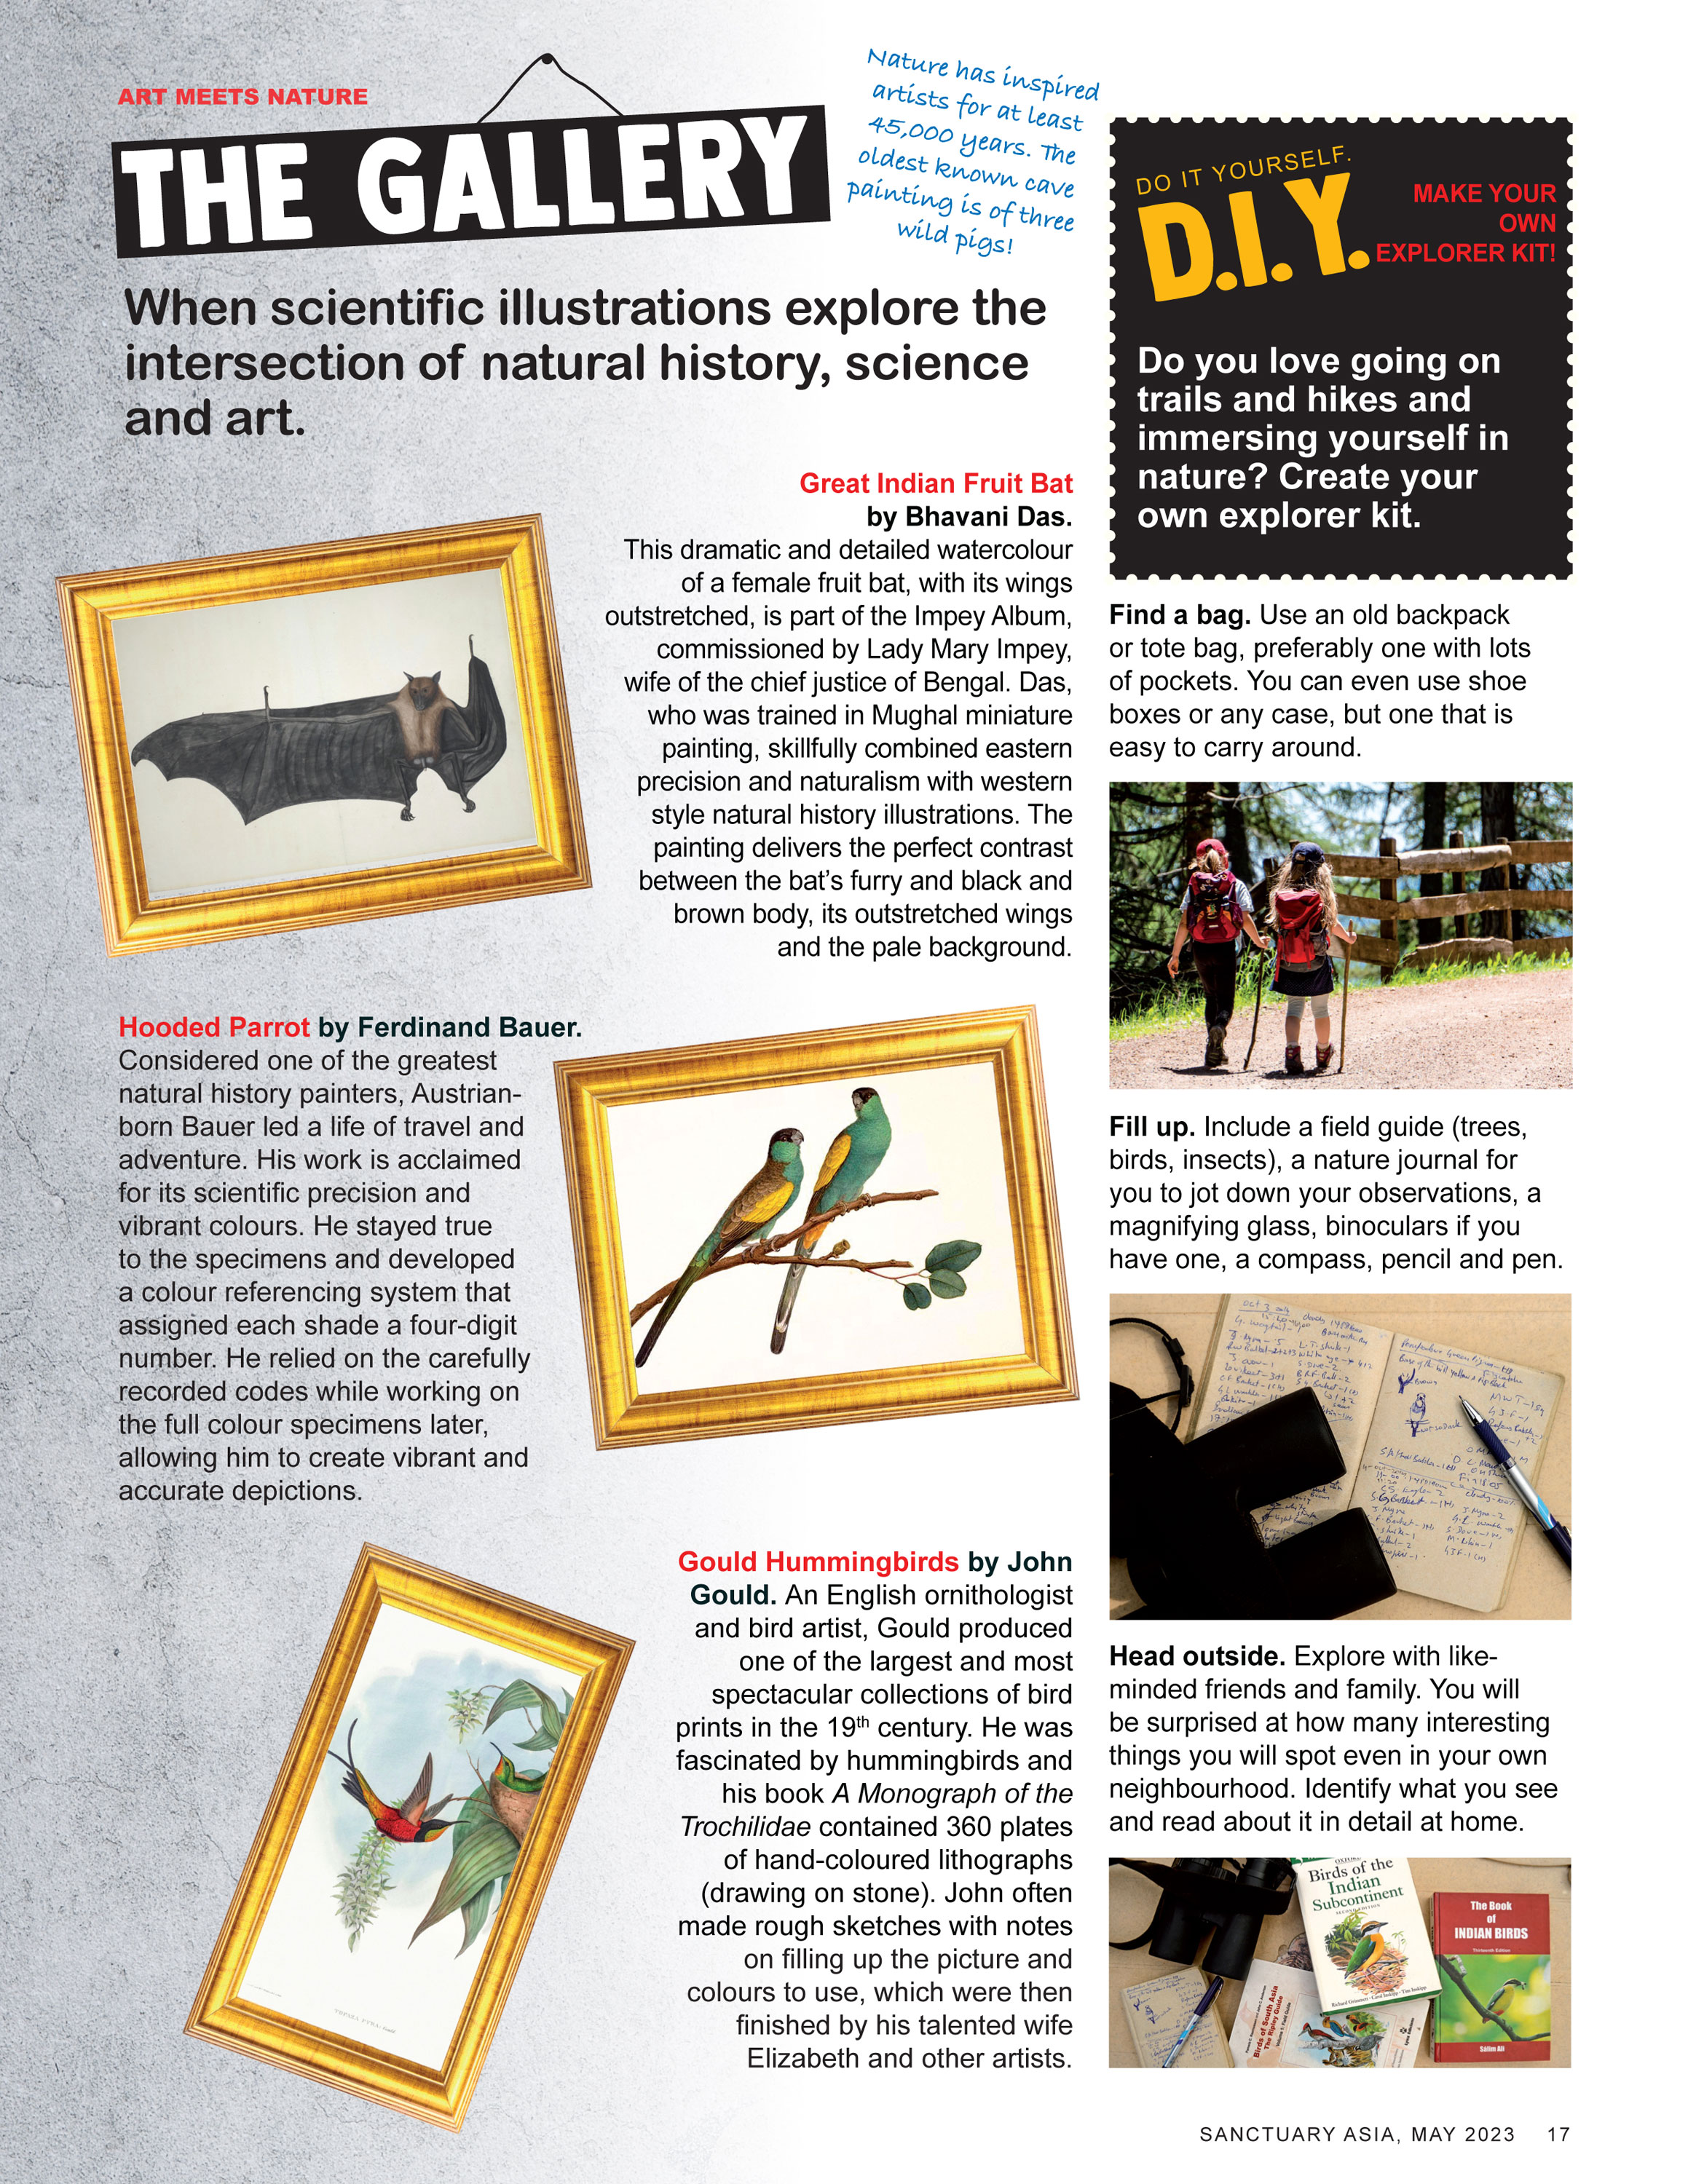 ART MEETS NATURE
THE GALLERY
Nature has inspired
artists for at least
45,000 years. The
oldest known cave
painting is of three
wild pigs!
When scientific illustrations explore the
intersection of natural history, science
and art.
Great Indian Fruit Bat
by Bhavani Das.
This dramatic and detailed watercolour
of a female fruit bat, with its wings
outstretched, is part of the Impey Album,
commissioned by Lady Mary Impey,
wife of the chief justice of Bengal. Das,
who was trained in Mughal miniature
painting, skillfully combined eastern
precision and naturalism with western
style natural history illustrations. The
painting delivers the perfect contrast
between the bat's furry and black and
brown body, its outstretched wings
and the pale background.
Hooded Parrot by Ferdinand Bauer.
Considered one of the greatest
natural history painters, Austrian-
born Bauer led a life of travel and
adventure. His work is acclaimed
for its scientific precision and
vibrant colours. He stayed true
to the specimens and developed
a colour referencing system that
assigned each shade a four-digit
number. He relied on the carefully
recorded codes while working on
the full colour specimens later,
allowing him to create vibrant and
accurate depictions.
Gould Hummingbirds by John
Gould. An English ornithologist
and bird artist, Gould produced
one of the largest and most
spectacular collections of bird
prints in the 19th century. He was
fascinated by hummingbirds and
his book A Monograph of the
Trochilidae contained 360 plates
of hand-coloured lithographs
(drawing on stone). John often
made rough sketches with notes
on filling up the picture and
colours to use, which were then
finished by his talented wife
Elizabeth and other artists.
DO IT YOURSELF.
D.I.Y.
MAKE YOUR
OWN
EXPLORER KIT!
Do you love going on
trails and hikes and
immersing yourself in
nature? Create your
own explorer kit.
Find a bag. Use an old backpack
or tote bag, preferably one with lots
of pockets. You can even use shoe
boxes or any case, but one that is
easy to carry around.
Fill up. Include a field guide (trees,
birds, insects), a nature journal for
you to jot down your observations, a
magnifying glass, binoculars if you
have one, a compass, pencil and pen.
Head outside. Explore with like-
minded friends and family. You will
be surprised at how many interesting
things you will spot even in your own
neighbourhood. Identify what you see
and read about it in detail at home.
Birds of the
Indian
Subcontinent
SECOND EDITION
Richard Grimmett • Carol Inskipp • Tim Inskipp
The Book
of
INDIAN BIRDS
Thirteenth Edition
Sálim Ali
Birds of South Asia
The Ripley Guide
SANCTUARY ASIA, MAY 2023 17